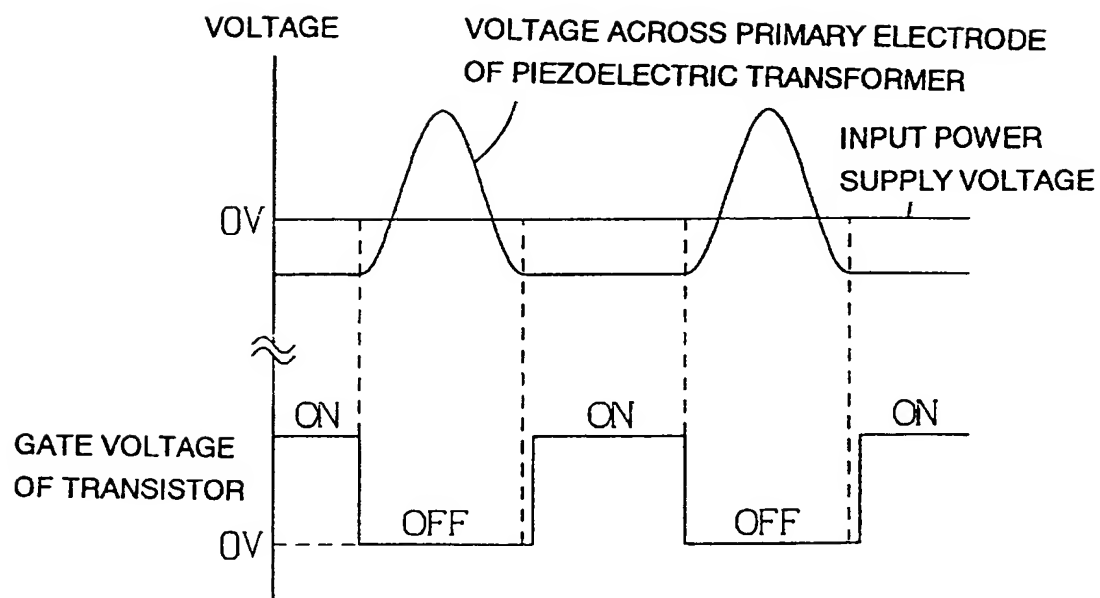 VOLTAGE
VOLTAGE ACROSS PRIMARY ELECTRODE
OF PIEZOELECTRIC TRANSFORMER
INPUT POWER
SUPPLY VOLTAGE
0V
ON
ON
ON
GATE VOLTAGE
OF TRANSISTOR
OFF
OFF
0V